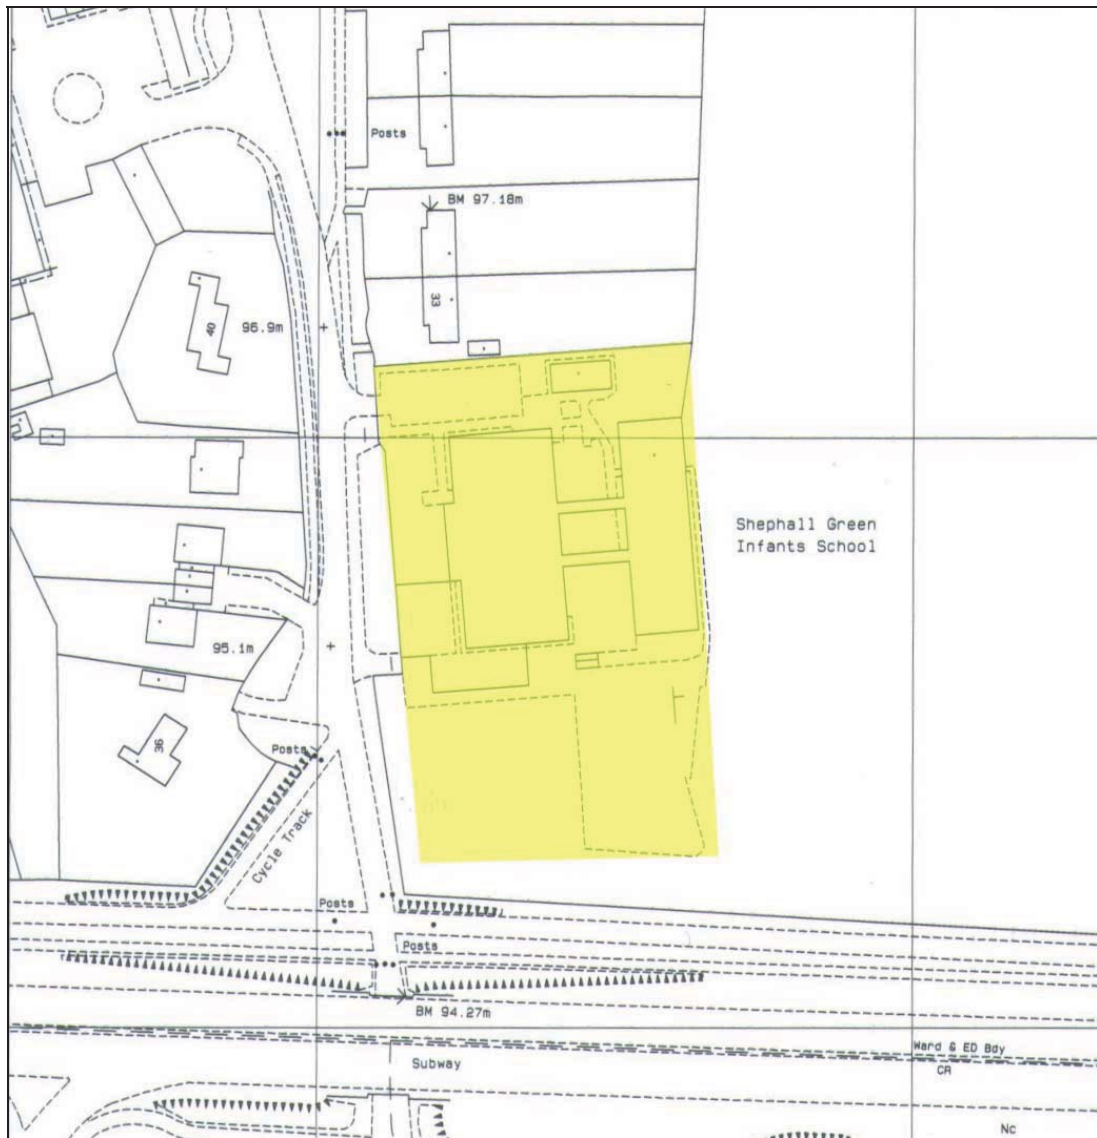 Posts
BM 97.18m
33
40
96.9m
Shephall Green
Infants School
95.1m
36
Posts
Cycle Track
Posts
Posts
BM 94.27m
Ward & ED Bdy
Subway
CR
Nc